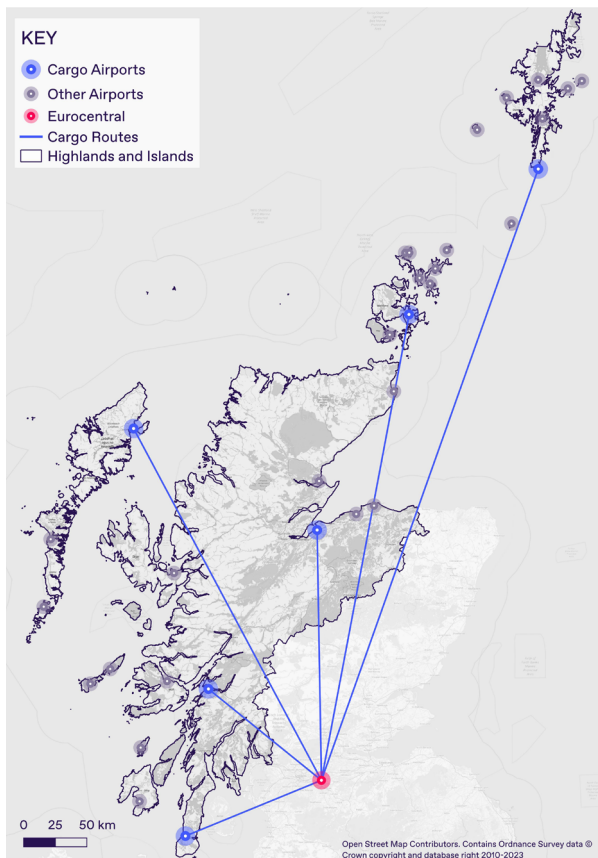 KEY
Cargo Airports
Other Airports
Eurocentral
Cargo Routes
Highlands and Islands
0 25 50 km
Open Street Map Contributors. Contains Ordnance Survey data ©
Crown copyright and database right 2010-2023